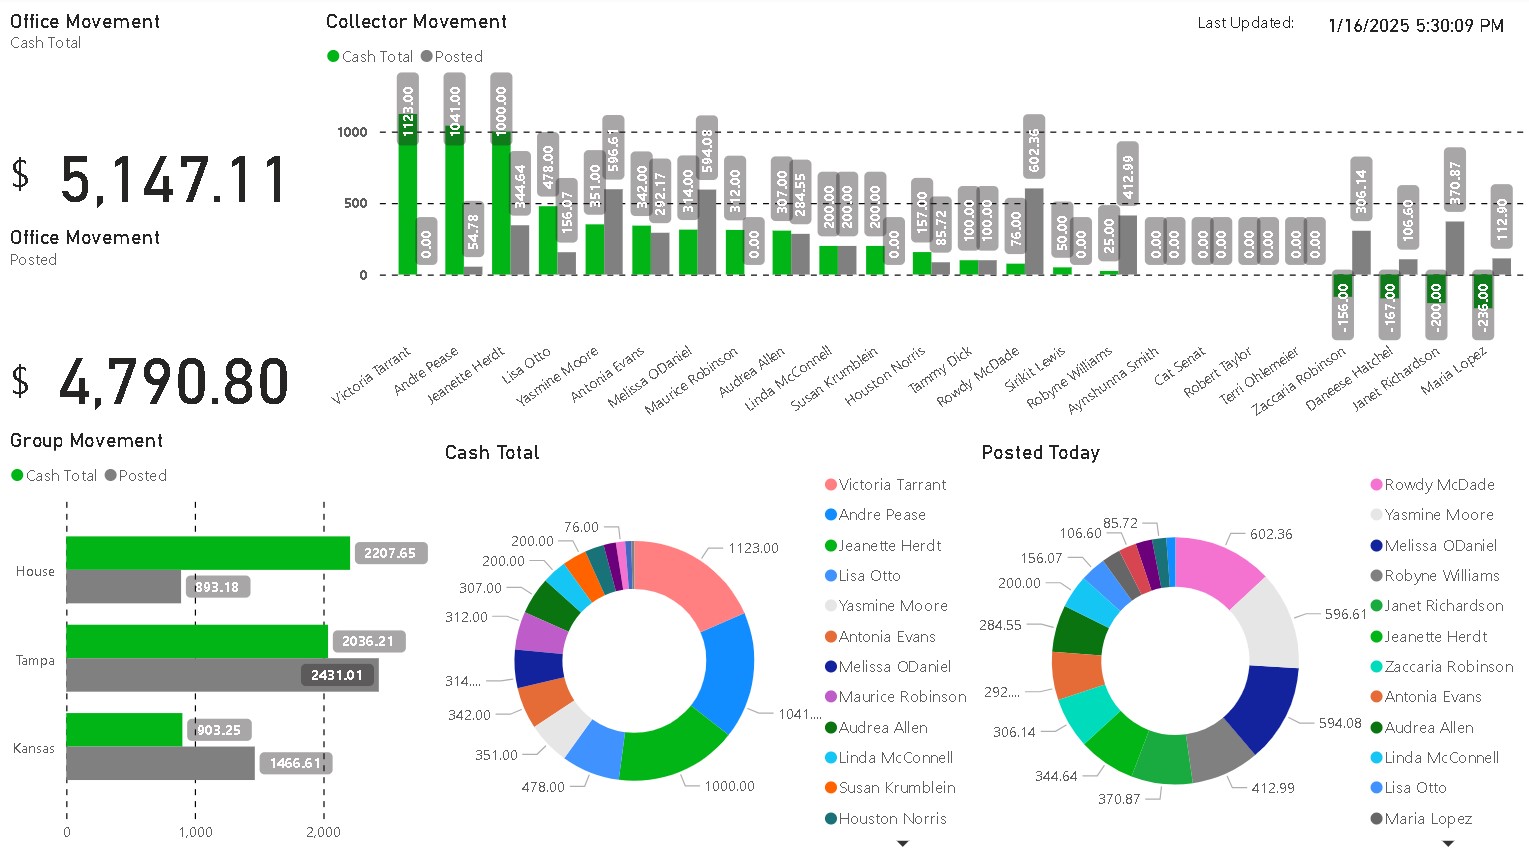 Office Movement
Cash Total
$ 5,147.11
Office Movement
Posted
$ 4,790.80
Collector Movement
Last Updated: 1/16/2025 5:30:09 PM
Cash Total Posted
1000
500
0
1123.00 0.00
1041.00 54.78
1000.00 344.64
478.00 156.07
351.00 596.61
342.00 292.17
314.00 594.08
312.00 0.00
307.00 284.55
200.00 200.00
200.00 0.00
157.00 85.72
100.00 100.00
76.00 602.36
50.00 0.00
25.00 412.99
0.00 0.00
0.00 0.00
0.00 0.00
0.00 0.00
-156.00 306.14
-167.00 106.60
-200.00 370.87
-236.00 112.90
Victoria Tarrant
Andre Pease
Jeanette Herdt
Lisa Otto
Yasmine Moore
Antonia Evans
Melissa ODaniel
Maurice Robinson
Audrea Allen
Linda McConnell
Susan Krumblein
Houston Norris
Tammy Dick
Rowdy McDade
Sirikit Lewis
Robyne Williams
Aynshunna Smith
Cat Senat
Robert Taylor
Terri Ohlemeier
Zaccaria Robinson
Daneese Hatchel
Janet Richardson
Maria Lopez
Group Movement
Cash Total Posted
House
2207.65
893.18
Tampa
2036.21
2431.01
Kansas
903.25
1466.61
0 1,000 2,000
Cash Total
76.00
200.00
200.00
307.00
312.00
314....
342.00
351.00
478.00
1000.00
1041....
1123.00
Victoria Tarrant
Andre Pease
Jeanette Herdt
Lisa Otto
Yasmine Moore
Antonia Evans
Melissa ODaniel
Maurice Robinson
Audrea Allen
Linda McConnell
Susan Krumblein
Houston Norris
Posted Today
85.72
106.60
156.07
200.00
284.55
292....
306.14
344.64
370.87
412.99
594.08
596.61
602.36
Rowdy McDade
Yasmine Moore
Melissa ODaniel
Robyne Williams
Janet Richardson
Jeanette Herdt
Zaccaria Robinson
Antonia Evans
Audrea Allen
Linda McConnell
Lisa Otto
Maria Lopez